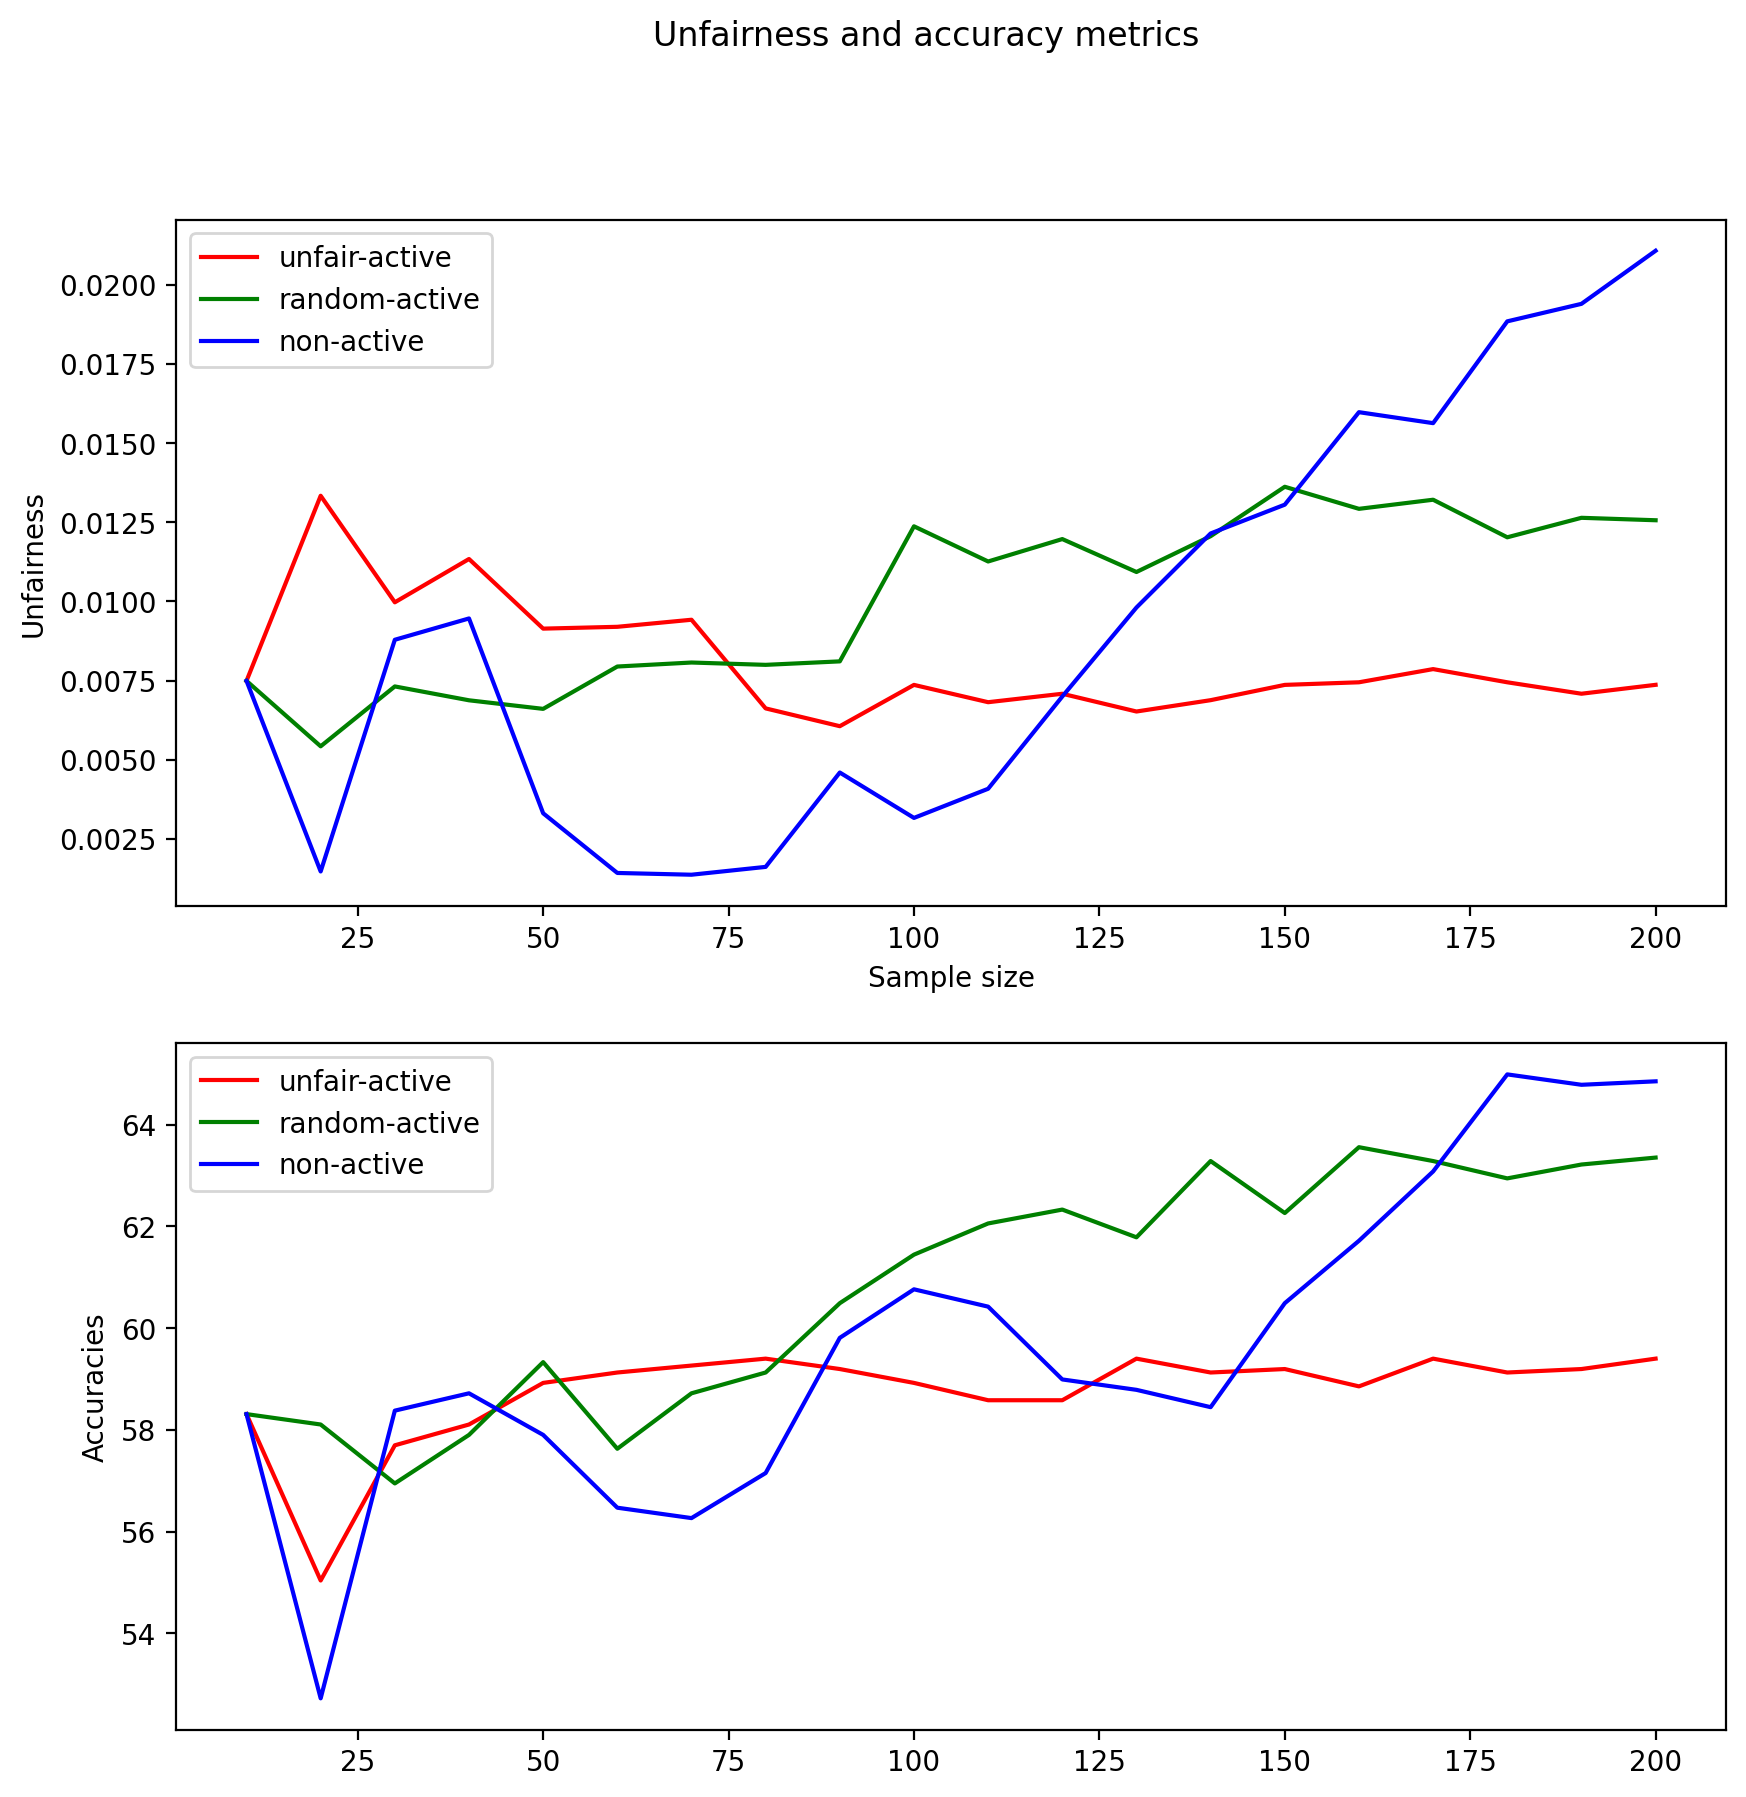 Unfairness and accuracy metrics
unfair-active
random-active
non-active
0.0200
0.0175
0.0150
0.0125
0.0100
0.0075
0.0050
0.0025
Unfairness
25 50 75 100 125 150 175 200
Sample size
unfair-active
random-active
non-active
64
62
60
58
56
54
Accuracies
25 50 75 100 125 150 175 200